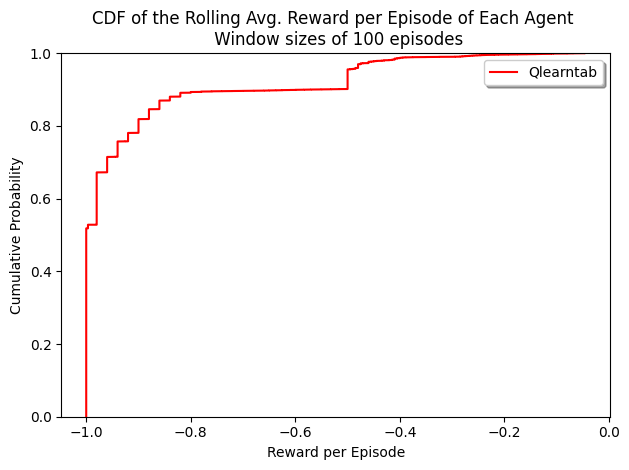 CDF of the Rolling Avg. Reward per Episode of Each Agent
Window sizes of 100 episodes
Qlearntab
1.0
0.8
0.6
0.4
0.2
0.0
Cumulative Probability
−1.0 −0.8 −0.6 −0.4 −0.2 0.0
Reward per Episode